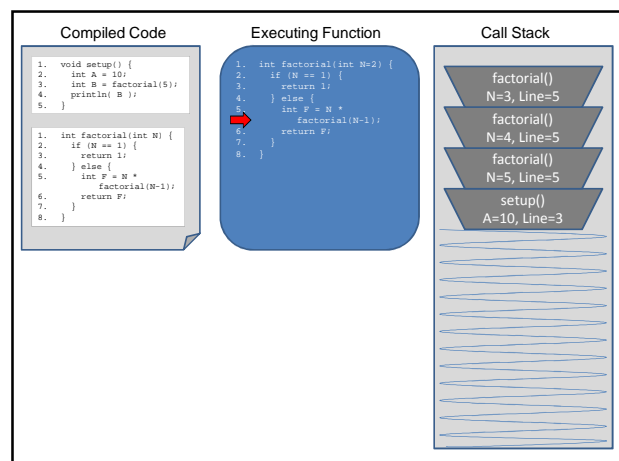 Compiled Code
1. void setup() {
2. int A = 10;
3. int B = factorial(5);
4. println( B );
5. }
1. int factorial(int N) {
2. if (N == 1) {
3. return 1;
4. } else {
5. int F = N *
factorial(N-1);
6. return F;
7. }
8. }
Executing Function
1. int factorial(int N=2) {
2. if (N == 1) {
3. return 1;
4. } else {
5. int F = N *
factorial(N-1);
6. return F;
7. }
8. }
Call Stack
factorial()
N=3, Line=5
factorial()
N=4, Line=5
factorial()
N=5, Line=5
setup()
A=10, Line=3